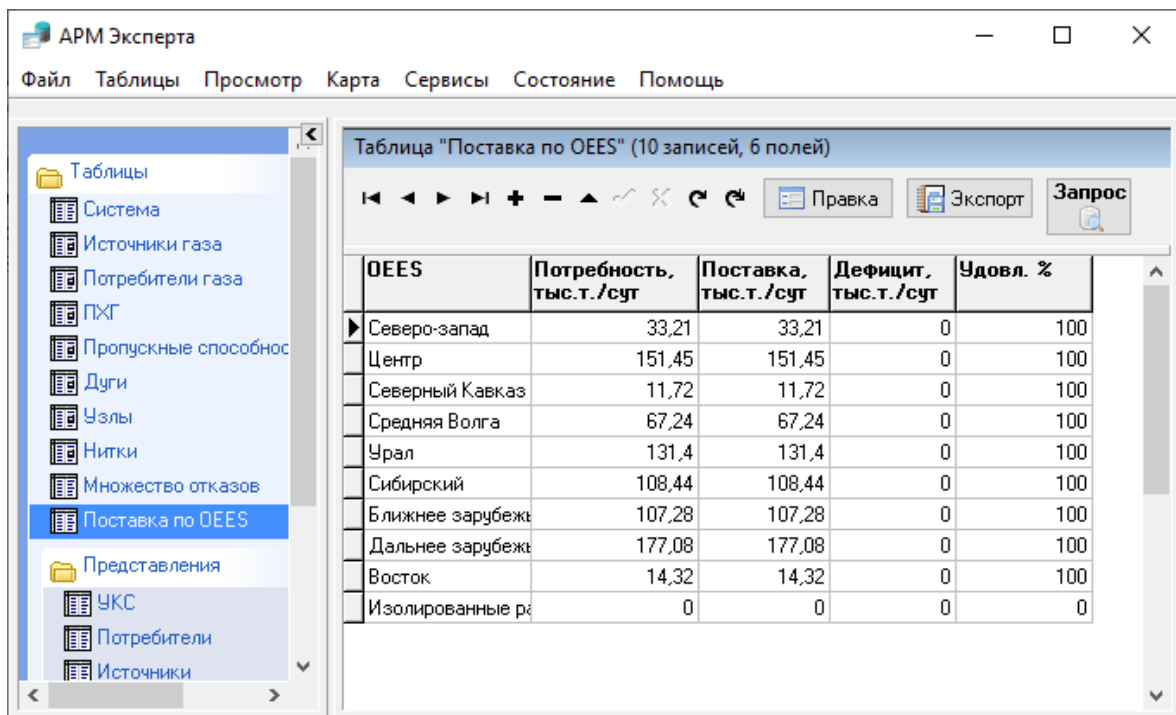 АРМ Эксперта
Файл Таблицы Просмотр Карта Сервисы Состояние Помощь
Таблицы
Система
Источники газа
Потребители газа
ПХГ
Пропускные способнос
Дуги
Узлы
Нитки
Множество отказов
Поставка по OEES
Представления
УКС
Потребители
Источники
Таблица "Поставка по OEES" (10 записей, 6 полей)
Правка Экспорт Запрос
OEES Потребность, тыс.т./сут Поставка, тыс.т./сут Дефицит, тыс.т./сут Удовл. %
Северо-запад 33,21 33,21 0 100
Центр 151,45 151,45 0 100
Северный Кавказ 11,72 11,72 0 100
Средняя Волга 67,24 67,24 0 100
Урал 131,4 131,4 0 100
Сибирский 108,44 108,44 0 100
Ближнее зарубежь 107,28 107,28 0 100
Дальнее зарубежь 177,08 177,08 0 100
Восток 14,32 14,32 0 100
Изолированные ра 0 0 0 0